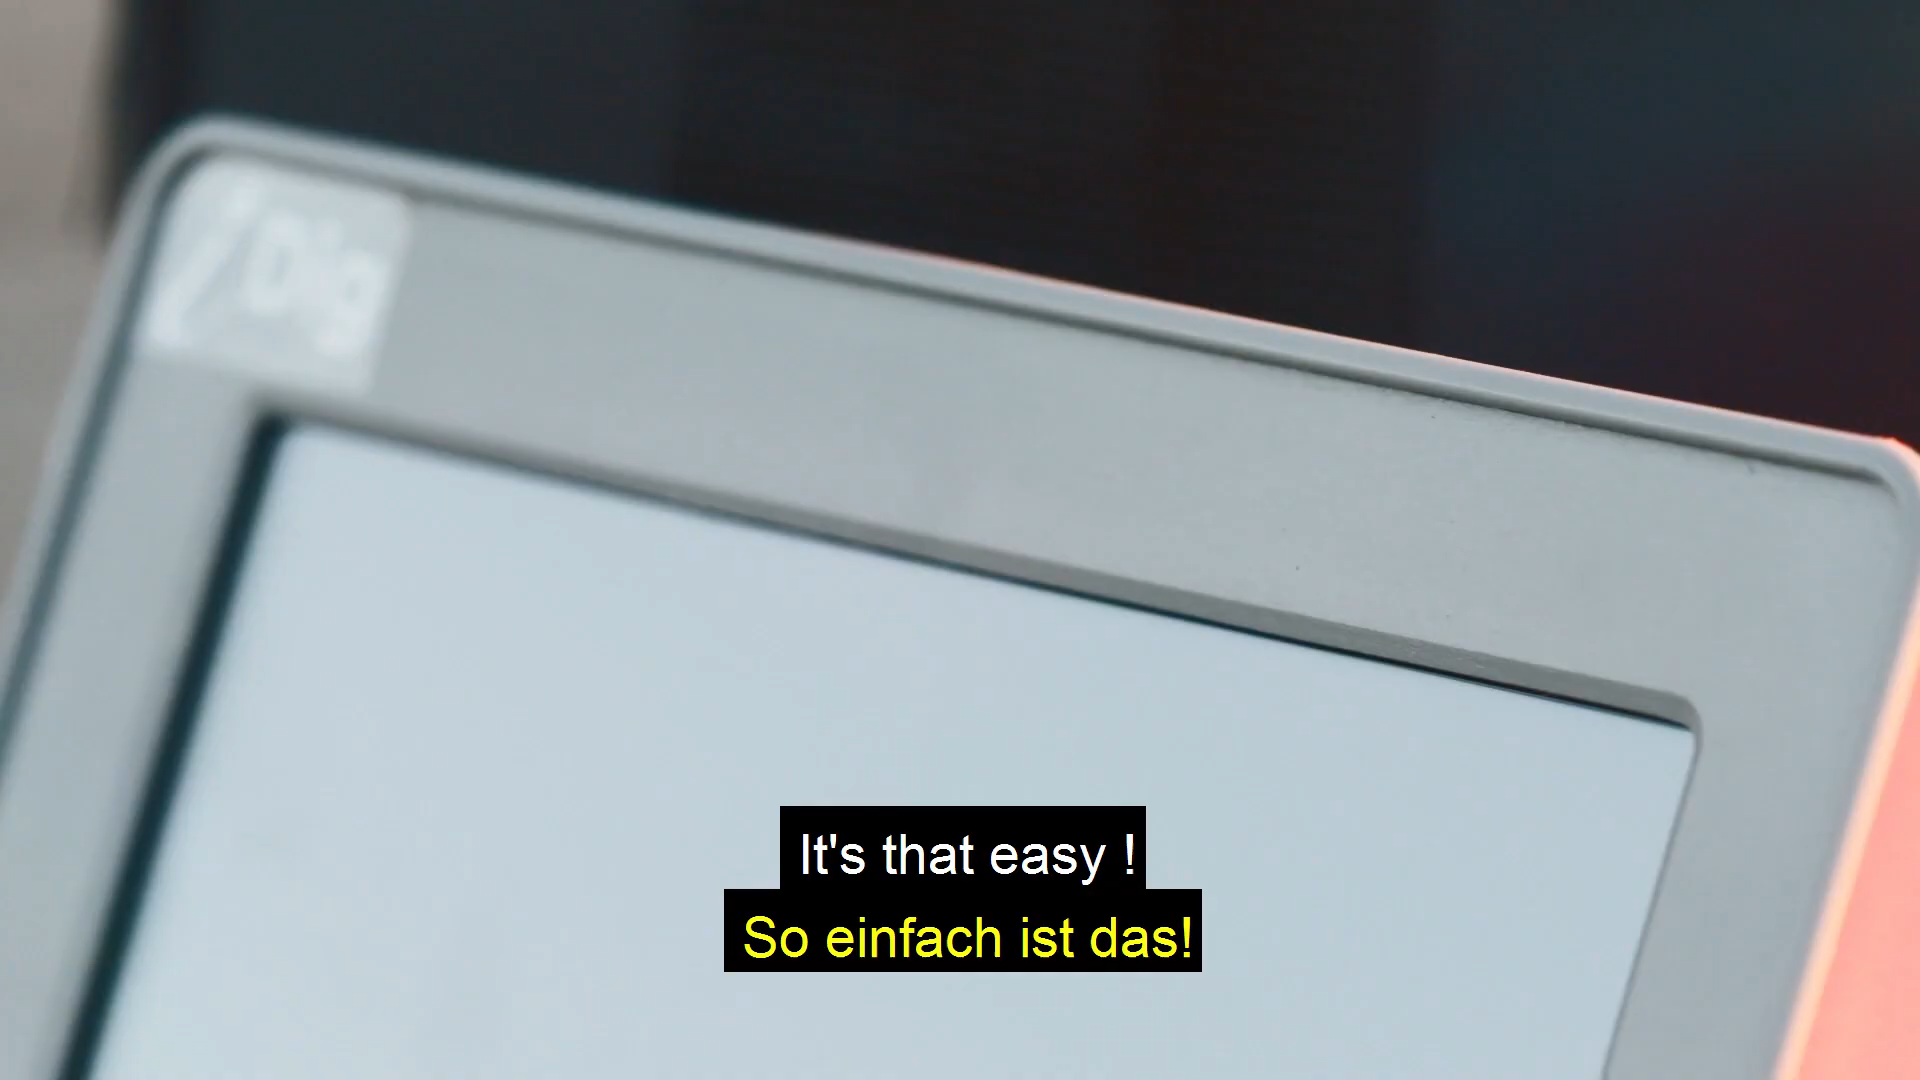 It's that easy !
So einfach ist das!